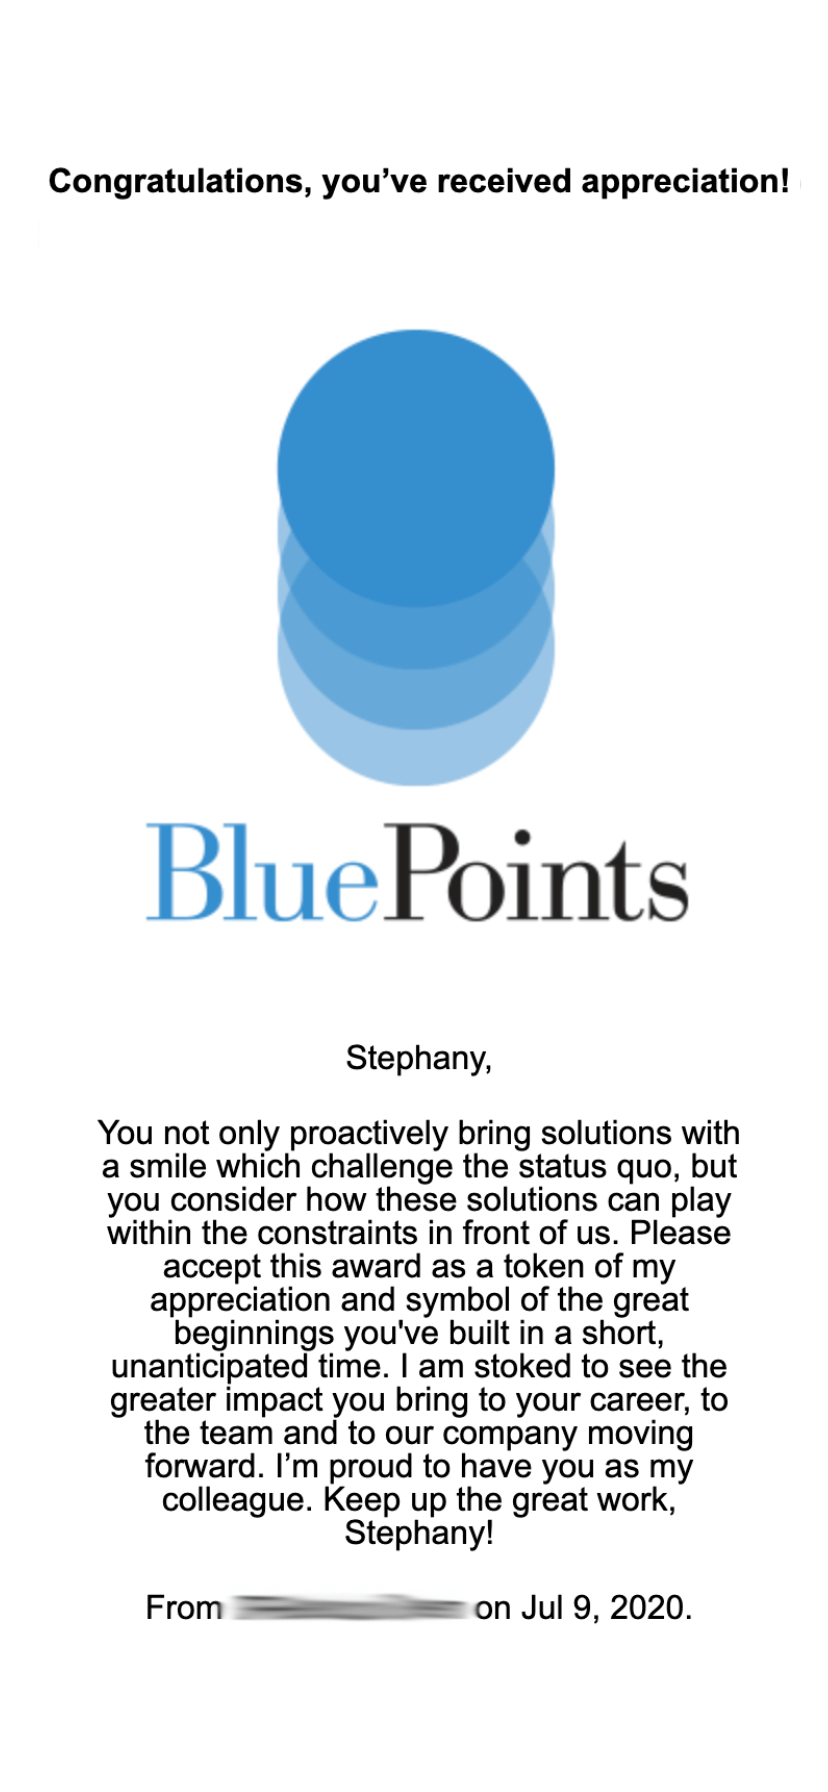 Congratulations, you’ve received appreciation!
BluePoints
Stephany,
You not only proactively bring solutions with
a smile which challenge the status quo, but
you consider how these solutions can play
within the constraints in front of us. Please
accept this award as a token of my
appreciation and symbol of the great
beginnings you've built in a short,
unanticipated time. I am stoked to see the
greater impact you bring to your career, to
the team and to our company moving
forward. I’m proud to have you as my
colleague. Keep up the great work,
Stephany!
From on Jul 9, 2020.